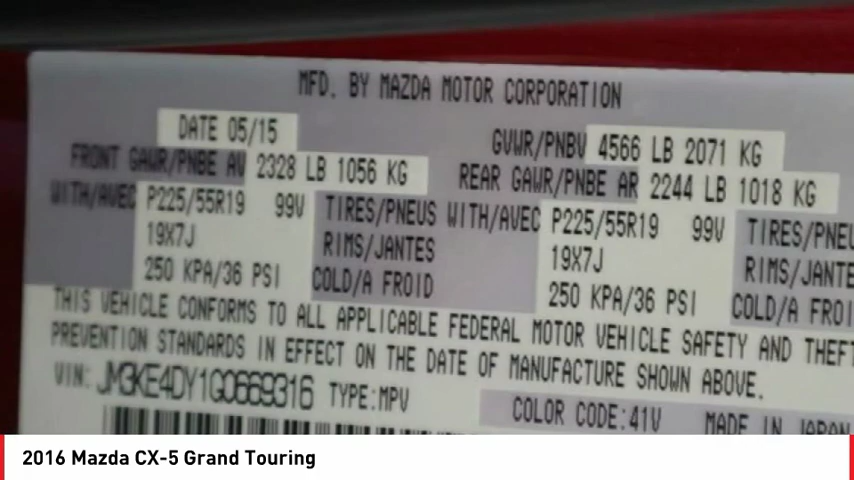 MFD. BY MAZDA MOTOR CORPORATION
DATE 05/15 GVWR/PNBV 4566 LB 2071 KG
FRONT GAWR/PNBE AV 2328 LB 1056 KG REAR GAWR/PNBE AR 2244 LB 1018 KG
WITH/AVEC P225/55R19 99V TIRES/PNEUS WITH/AVEC P225/55R19 99V TIRES/PNEU
19X7J RIMS/JANTES 19X7J RIMS/JANTE
250 KPA/36 PSI COLD/A FROID 250 KPA/36 PSI COLD/A FROI
THIS VEHICLE CONFORMS TO ALL APPLICABLE FEDERAL MOTOR VEHICLE SAFETY AND THEFT
PREVENTION STANDARDS IN EFFECT ON THE DATE OF MANUFACTURE SHOWN ABOVE.
VIN: JM3KE4DY1G0669316 TYPE:MPV
COLOR CODE:41V MADE IN JAPAN
2016 Mazda CX-5 Grand Touring